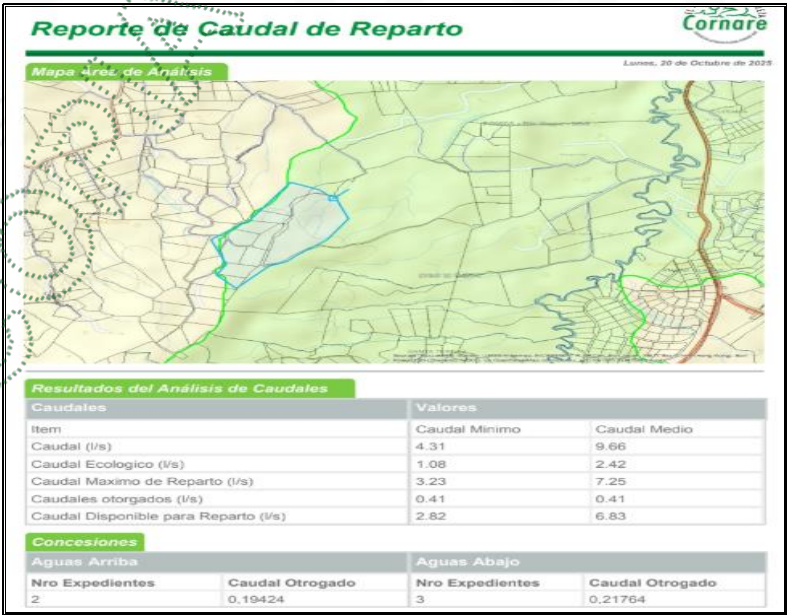 Cornare
Reporte de Caudal de Reparto
Lunes, 20 de Octubre de 2025
Mapa Area de Análisis
Resultados del Análisis de Caudales
Caudales Valores
Item Caudal Minimo Caudal Medio
Caudal (l/s) 4.31 9.66
Caudal Ecologico (l/s) 1.08 2.42
Caudal Maximo de Reparto (l/s) 3.23 7.25
Caudales otorgados (l/s) 0.41 0.41
Caudal Disponible para Reparto (l/s) 2.82 6.83
Concesiones
Aguas Arriba Aguas Abajo
Nro Expedientes Caudal Otrogado Nro Expedientes Caudal Otrogado
2 0,19424 3 0,21764